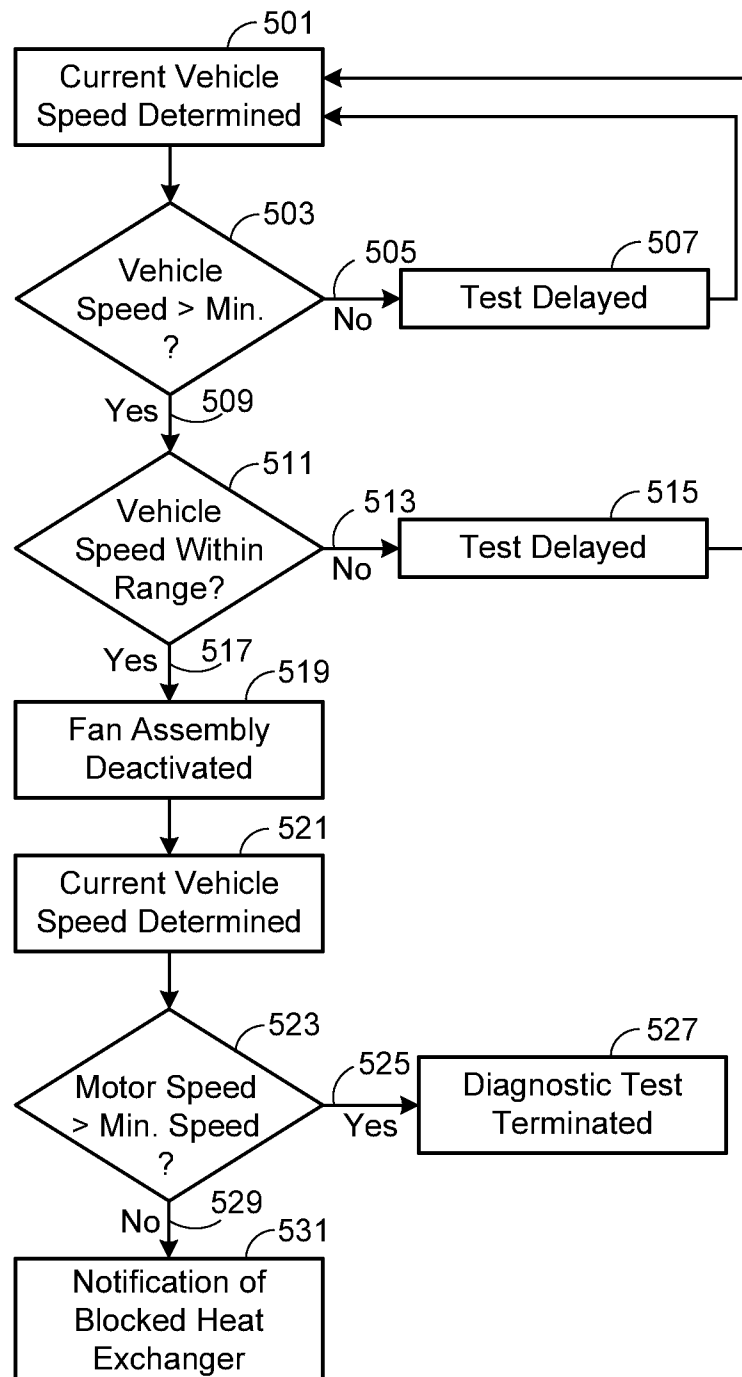 501
Current Vehicle
Speed Determined
503
Vehicle
Speed > Min.
?
505
No
507
Test Delayed
Yes
509
511
Vehicle
Speed Within
Range?
513
No
515
Test Delayed
Yes
517
519
Fan Assembly
Deactivated
521
Current Vehicle
Speed Determined
523
Motor Speed
> Min. Speed
?
525
Yes
527
Diagnostic Test
Terminated
No
529
531
Notification of
Blocked Heat
Exchanger